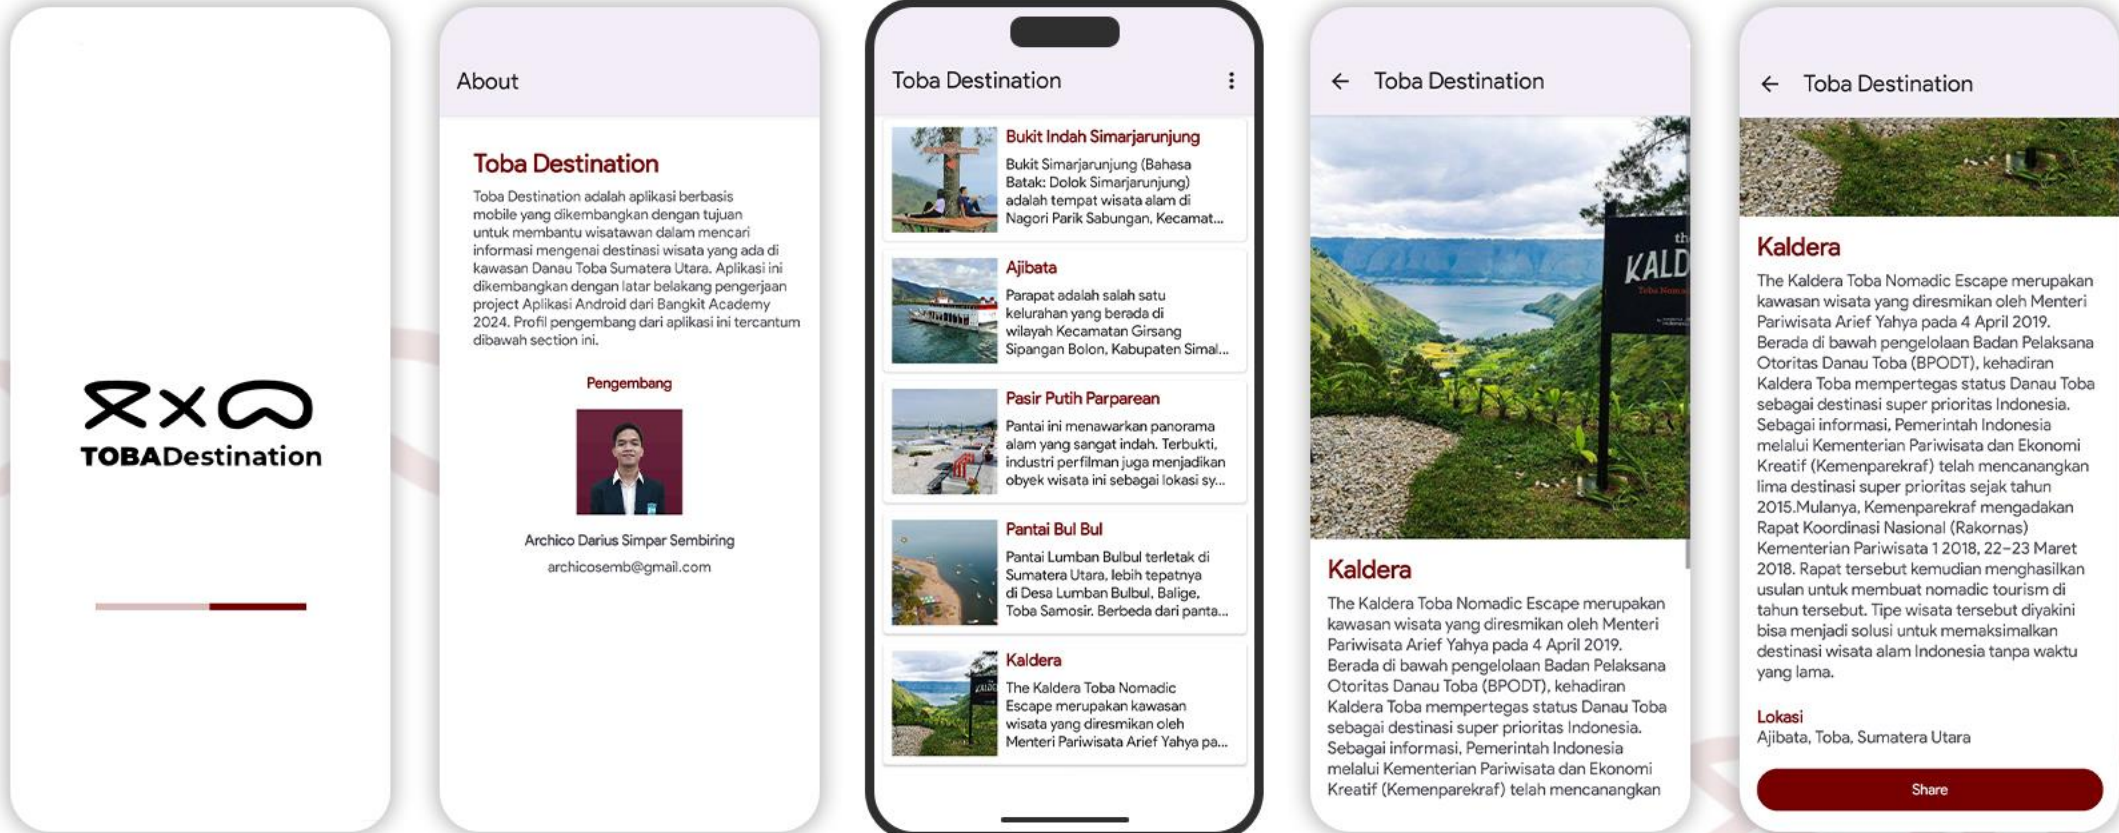 TOBADestination
About
Toba Destination
Toba Destination adalah aplikasi berbasis
mobile yang dikembangkan dengan tujuan
untuk membantu wisatawan dalam mencari
informasi mengenai destinasi wisata yang ada di
kawasan Danau Toba Sumatera Utara. Aplikasi ini
dikembangkan dengan latar belakang pengerjaan
project Aplikasi Android dari Bangkit Academy
2024. Profil pengembang dari aplikasi ini tercantum
dibawah section ini.
Pengembang
Archico Darius Simpar Sembiring
archicosemb@gmail.com
Toba Destination
Bukit Indah Simarjarunjung
Bukit Simarjarunjung (Bahasa
Batak: Dolok Simarjarunjung)
adalah tempat wisata alam di
Nagori Parik Sabungan, Kecamat...
Ajibata
Parapat adalah salah satu
kelurahan yang berada di
wilayah Kecamatan Girsang
Sipangan Bolon, Kabupaten Simal...
Pasir Putih Parparean
Pantai ini menawarkan panorama
alam yang sangat indah. Terbukti,
industri perfilman juga menjadikan
obyek wisata ini sebagai lokasi sy...
Pantai Bul Bul
Pantai Lumban Bulbul terletak di
Sumatera Utara, lebih tepatnya
di Desa Lumban Bulbul, Balige,
Toba Samosir. Berbeda dari panta...
Kaldera
The Kaldera Toba Nomadic
Escape merupakan kawasan
wisata yang diresmikan oleh
Menteri Pariwisata Arief Yahya pa...
Toba Destination
th
KALD
Toba Nom
Kaldera
The Kaldera Toba Nomadic Escape merupakan
kawasan wisata yang diresmikan oleh Menteri
Pariwisata Arief Yahya pada 4 April 2019.
Berada di bawah pengelolaan Badan Pelaksana
Otoritas Danau Toba (BPODT), kehadiran
Kaldera Toba mempertegas status Danau Toba
sebagai destinasi super prioritas Indonesia.
Sebagai informasi, Pemerintah Indonesia
melalui Kementerian Pariwisata dan Ekonomi
Kreatif (Kemenparekraf) telah mencanangkan
Toba Destination
Kaldera
The Kaldera Toba Nomadic Escape merupakan
kawasan wisata yang diresmikan oleh Menteri
Pariwisata Arief Yahya pada 4 April 2019.
Berada di bawah pengelolaan Badan Pelaksana
Otoritas Danau Toba (BPODT), kehadiran
Kaldera Toba mempertegas status Danau Toba
sebagai destinasi super prioritas Indonesia.
Sebagai informasi, Pemerintah Indonesia
melalui Kementerian Pariwisata dan Ekonomi
Kreatif (Kemenparekraf) telah mencanangkan
lima destinasi super prioritas sejak tahun
2015.Mulanya, Kemenparekraf mengadakan
Rapat Koordinasi Nasional (Rakornas)
Kementerian Pariwisata 1 2018, 22–23 Maret
2018. Rapat tersebut kemudian menghasilkan
usulan untuk membuat nomadic tourism di
tahun tersebut. Tipe wisata tersebut diyakini
bisa menjadi solusi untuk memaksimalkan
destinasi wisata alam Indonesia tanpa waktu
yang lama.
Lokasi
Ajibata, Toba, Sumatera Utara
Share